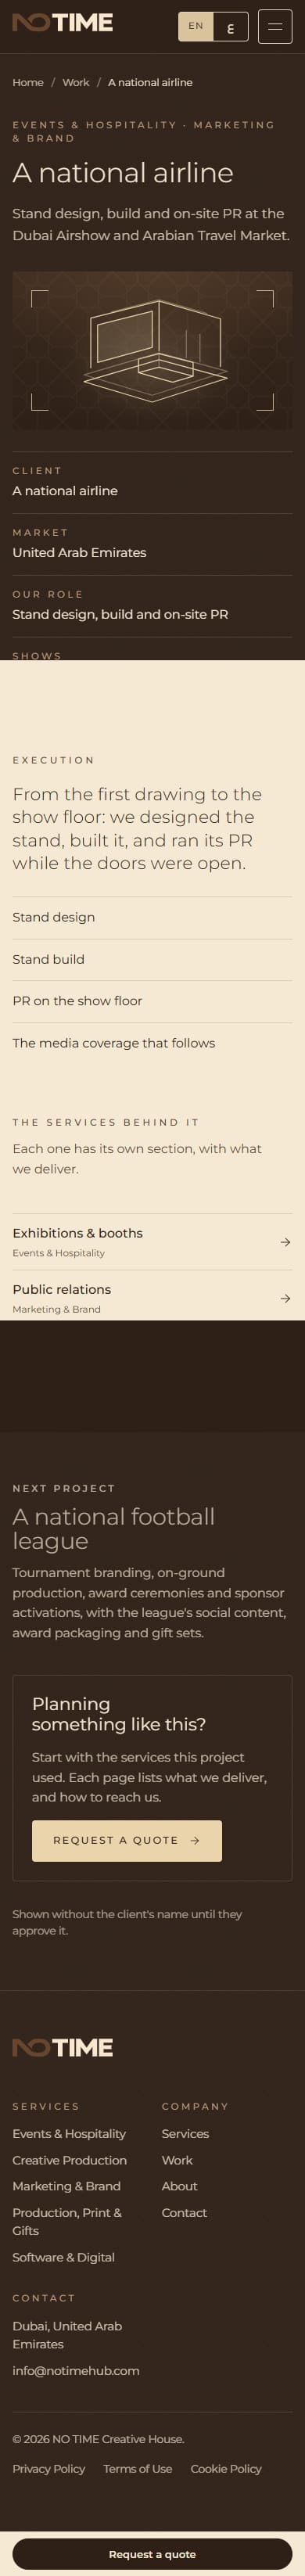 NOTIME
EN ع
Home / Work / A national airline
EVENTS & HOSPITALITY · MARKETING
& BRAND
A national airline
Stand design, build and on-site PR at the
Dubai Airshow and Arabian Travel Market.
CLIENT
A national airline
MARKET
United Arab Emirates
OUR ROLE
Stand design, build and on-site PR
SHOWS
EXECUTION
From the first drawing to the
show floor: we designed the
stand, built it, and ran its PR
while the doors were open.
Stand design
Stand build
PR on the show floor
The media coverage that follows
THE SERVICES BEHIND IT
Each one has its own section, with what
we deliver.
Exhibitions & booths
Events & Hospitality
Public relations
Marketing & Brand
NEXT PROJECT
A national football
league
Tournament branding, on-ground
production, award ceremonies and sponsor
activations, with the league's social content,
award packaging and gift sets.
Planning
something like this?
Start with the services this project
used. Each page lists what we deliver,
and how to reach us.
REQUEST A QUOTE
Shown without the client's name until they
approve it.
NOTIME
SERVICES
Events & Hospitality
Creative Production
Marketing & Brand
Production, Print &
Gifts
Software & Digital
COMPANY
Services
Work
About
Contact
CONTACT
Dubai, United Arab
Emirates
info@notimehub.com
© 2026 NO TIME Creative House.
Privacy Policy Terms of Use Cookie Policy
Request a quote